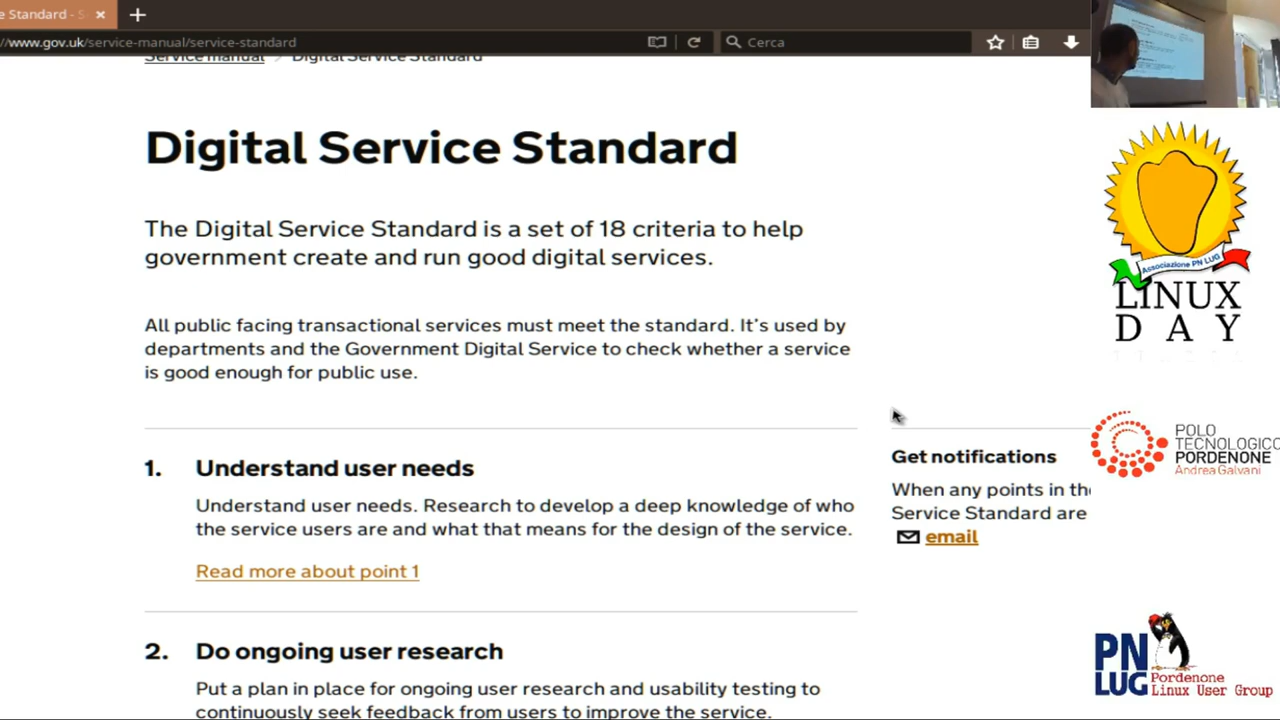 e Standard - S
//www.gov.uk/service-manual/service-standard
Cerca
Service manual > Digital Service Standard
Digital Service Standard
The Digital Service Standard is a set of 18 criteria to help
government create and run good digital services.
All public facing transactional services must meet the standard. It's used by
departments and the Government Digital Service to check whether a service
is good enough for public use.
1. Understand user needs
Understand user needs. Research to develop a deep knowledge of who
the service users are and what that means for the design of the service.
Read more about point 1
2. Do ongoing user research
Put a plan in place for ongoing user research and usability testing to
continuously seek feedback from users to improve the service.
Get notifications
When any points in the
Service Standard are
email
Associazione PN LUG
LINUX
DAY
POLO
TECNOLOGICO
PORDENONE
Andrea Galvani
PN
LUG
Pordenone
Linux User Group